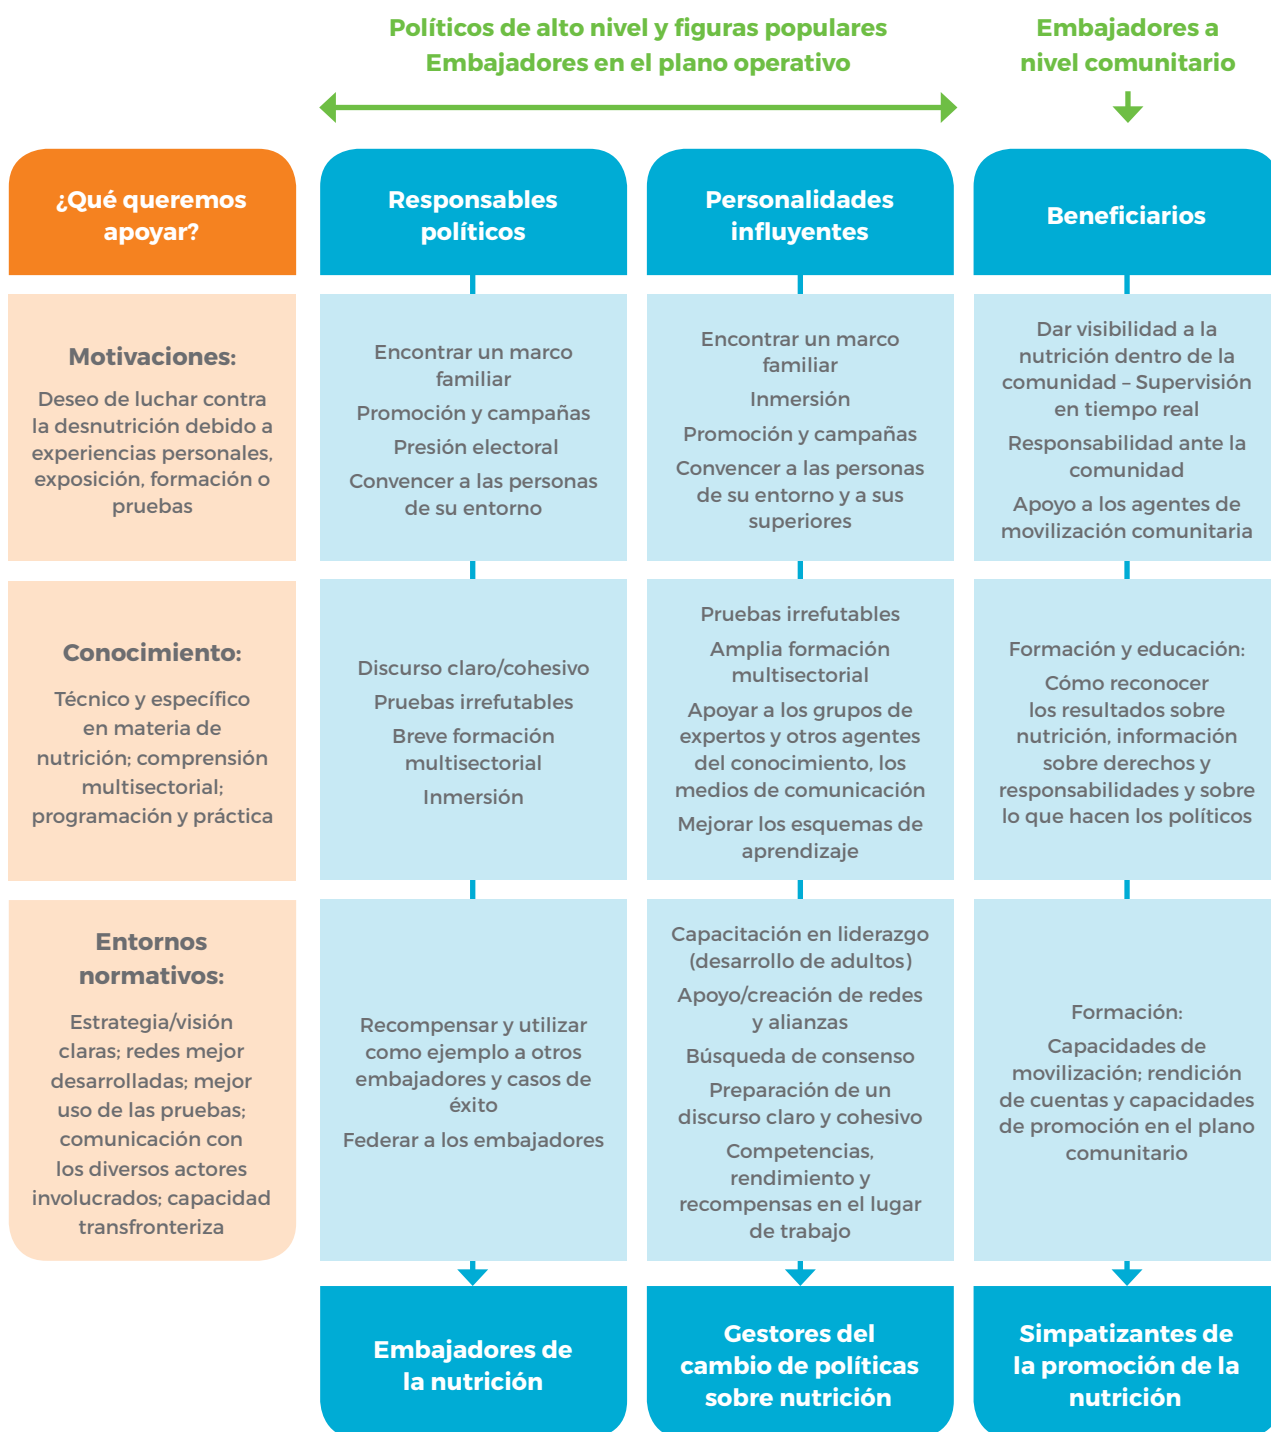 Políticos de alto nivel y figuras populares
Embajadores en el plano operativo
Embajadores a
nivel comunitario
¿Qué queremos
apoyar?
Responsables
políticos
Personalidades
influyentes
Beneficiarios
Motivaciones:
Deseo de luchar contra
la desnutrición debido a
experiencias personales,
exposición, formación o
pruebas
Encontrar un marco
familiar
Promoción y campañas
Presión electoral
Convencer a las personas
de su entorno
Encontrar un marco
familiar
Inmersión
Promoción y campañas
Convencer a las personas
de su entorno y a sus
superiores
Dar visibilidad a la
nutrición dentro de la
comunidad – Supervisión
en tiempo real
Responsabilidad ante la
comunidad
Apoyo a los agentes de
movilización comunitaria
Conocimiento:
Técnico y específico
en materia de
nutrición; comprensión
multisectorial;
programación y práctica
Discurso claro/cohesivo
Pruebas irrefutables
Breve formación
multisectorial
Inmersión
Pruebas irrefutables
Amplia formación
multisectorial
Apoyar a los grupos de
expertos y otros agentes
del conocimiento, los
medios de comunicación
Mejorar los esquemas de
aprendizaje
Formación y educación:
Cómo reconocer
los resultados sobre
nutrición, información
sobre derechos y
responsabilidades y sobre
lo que hacen los políticos
Entornos
normativos:
Estrategia/visión
claras; redes mejor
desarrolladas; mejor
uso de las pruebas;
comunicación con
los diversos actores
involucrados; capacidad
transfronteriza
Recompensar y utilizar
como ejemplo a otros
embajadores y casos de
éxito
Federar a los embajadores
Capacitación en liderazgo
(desarrollo de adultos)
Apoyo/creación de redes
y alianzas
Búsqueda de consenso
Preparación de un
discurso claro y cohesivo
Competencias,
rendimiento y
recompensas en el lugar
de trabajo
Formación:
Capacidades de
movilización; rendición
de cuentas y capacidades
de promoción en el plano
comunitario
Embajadores de
la nutrición
Gestores del
cambio de políticas
sobre nutrición
Simpatizantes de
la promoción de la
nutrición